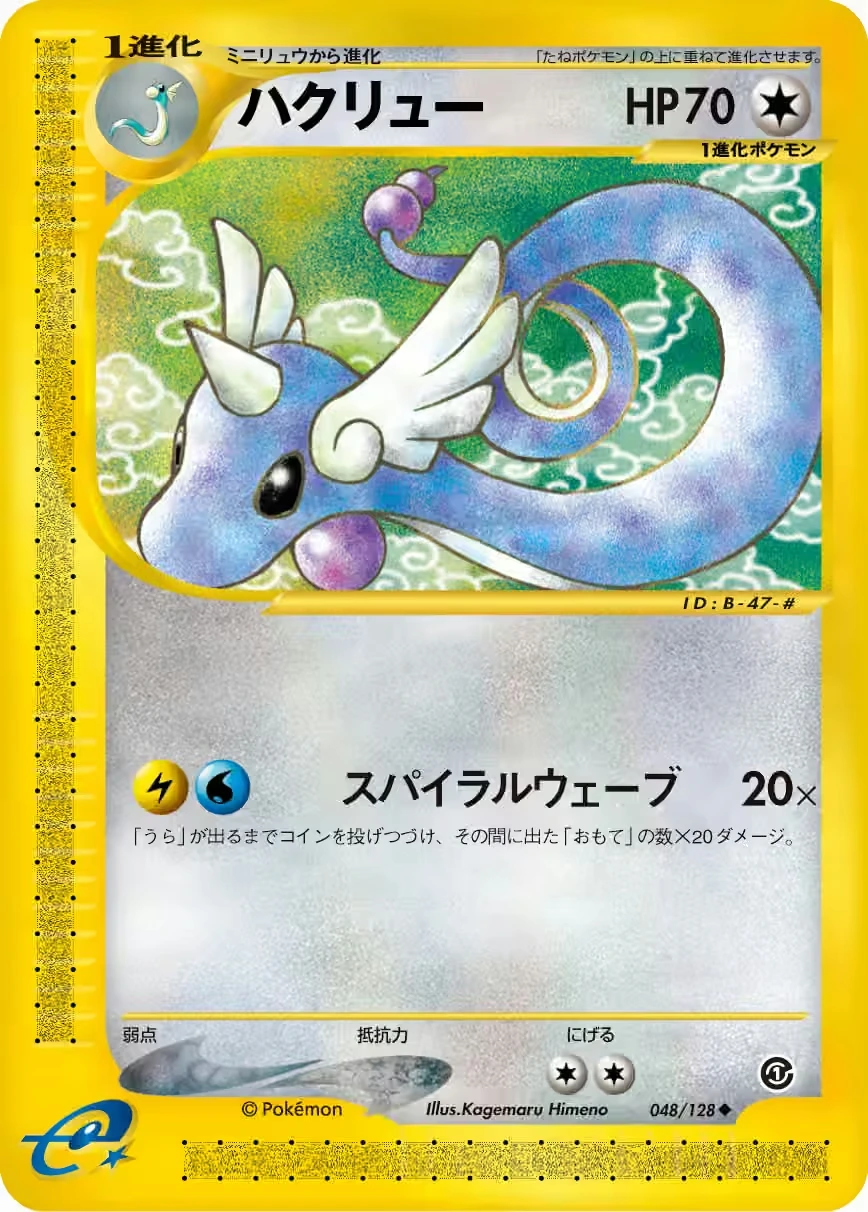 1進化
ミニリュウから進化
「たねポケモン」の上に重ねて進化させます。
ハクリュー
HP70
1進化ポケモン
ID : B-47-#
スパイラルウェーブ 20×
「うら」が出るまでコインを投げつづけ、その間に出た「おもて」の数×20ダメージ。
弱点 抵抗力 にげる
© Pokémon Illus.Kagemaru Himeno 048/128◆